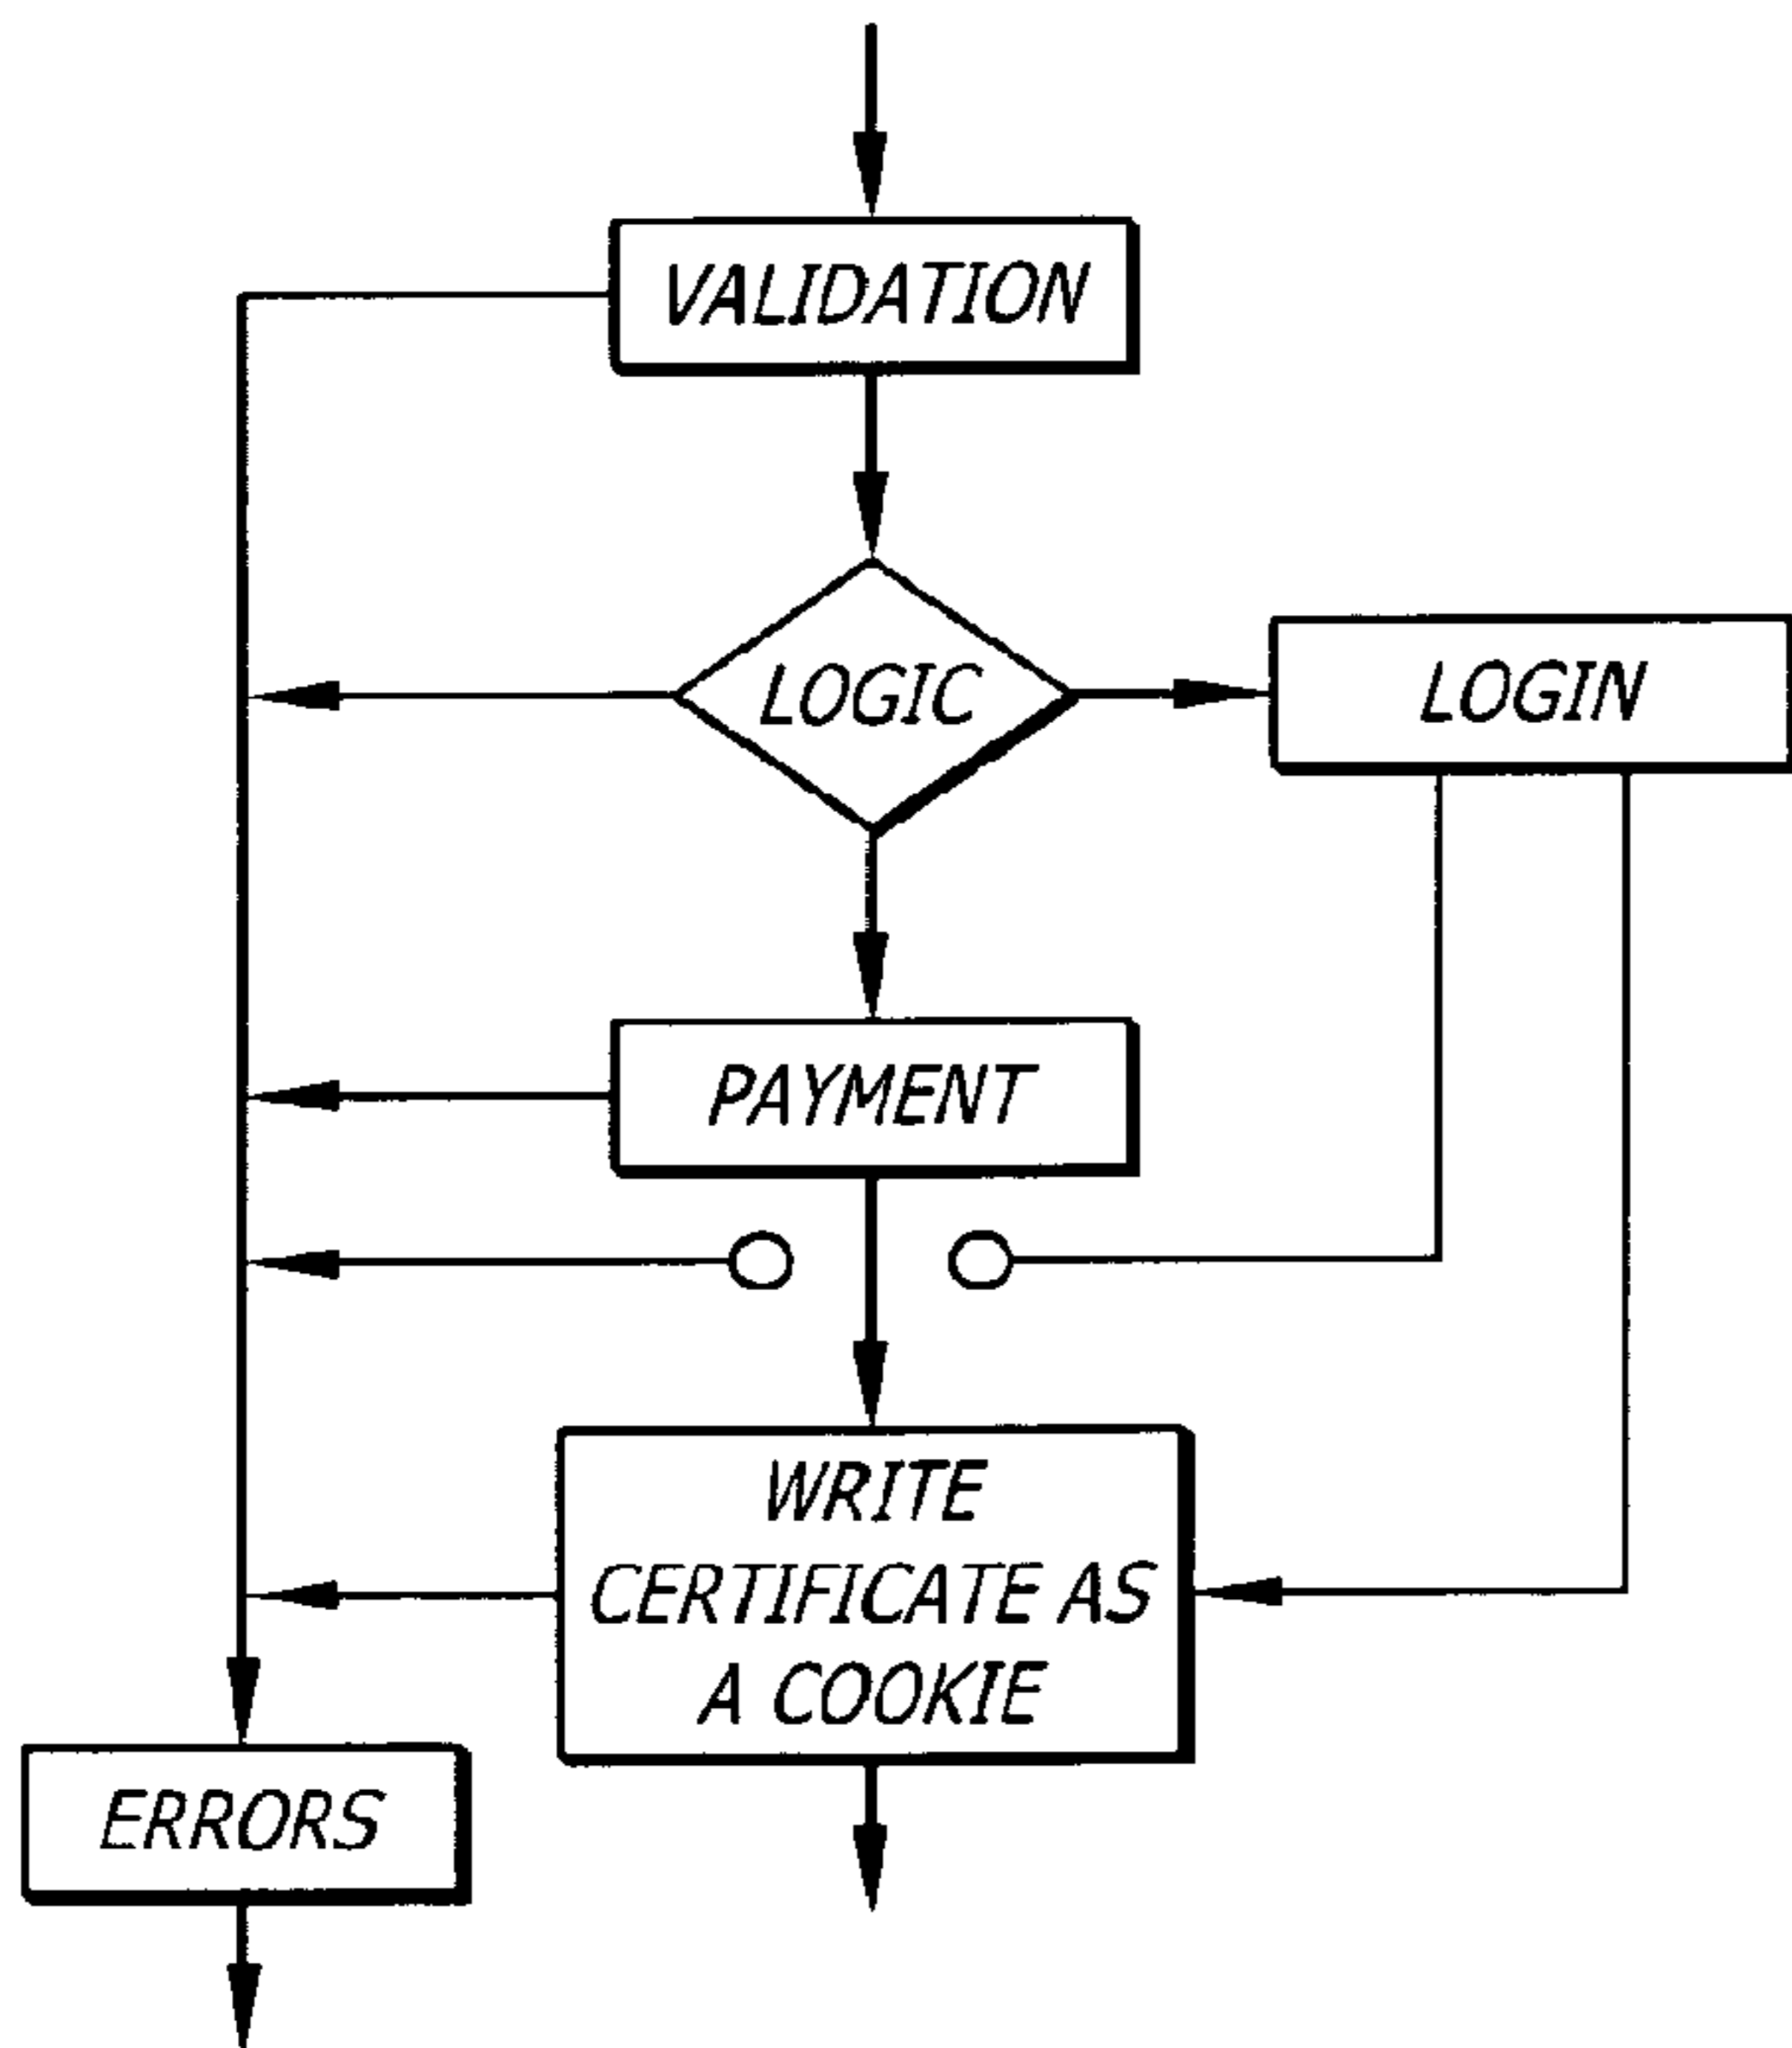 VALIDATION
LOGIC
LOGIN
PAYMENT
WRITE
CERTIFICATE AS
A COOKIE
ERRORS